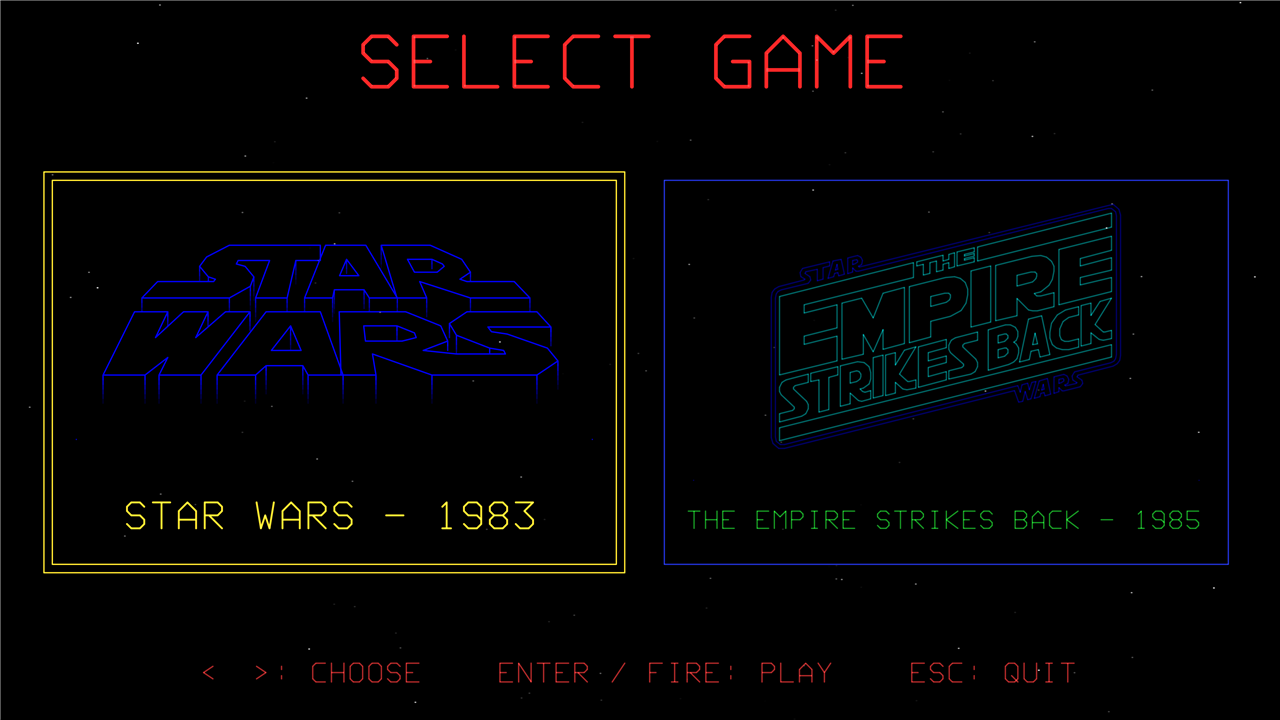 SELECT GAME
STAR
WARS
STAR WARS - 1983
STAR
THE
EMPIRE
STRIKES BACK
WARS
THE EMPIRE STRIKES BACK - 1985
< >: CHOOSE ENTER / FIRE: PLAY ESC: QUIT